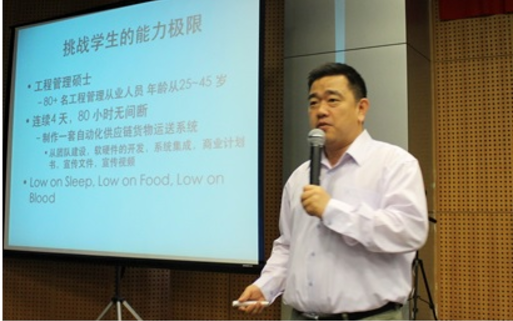 挑战学生的能力极限
• 工程管理硕士
– 80+ 名工程管理从业人员 年龄从25-45 岁
• 连续4 天，80 小时无间断
– 制作一套自动化供应链货物运送系统
• 从团队建设，软硬件的开发、系统集成，商业计划
书，宣传文件、宣传视频
• Low on Sleep, Low on Food, Low on
Blood